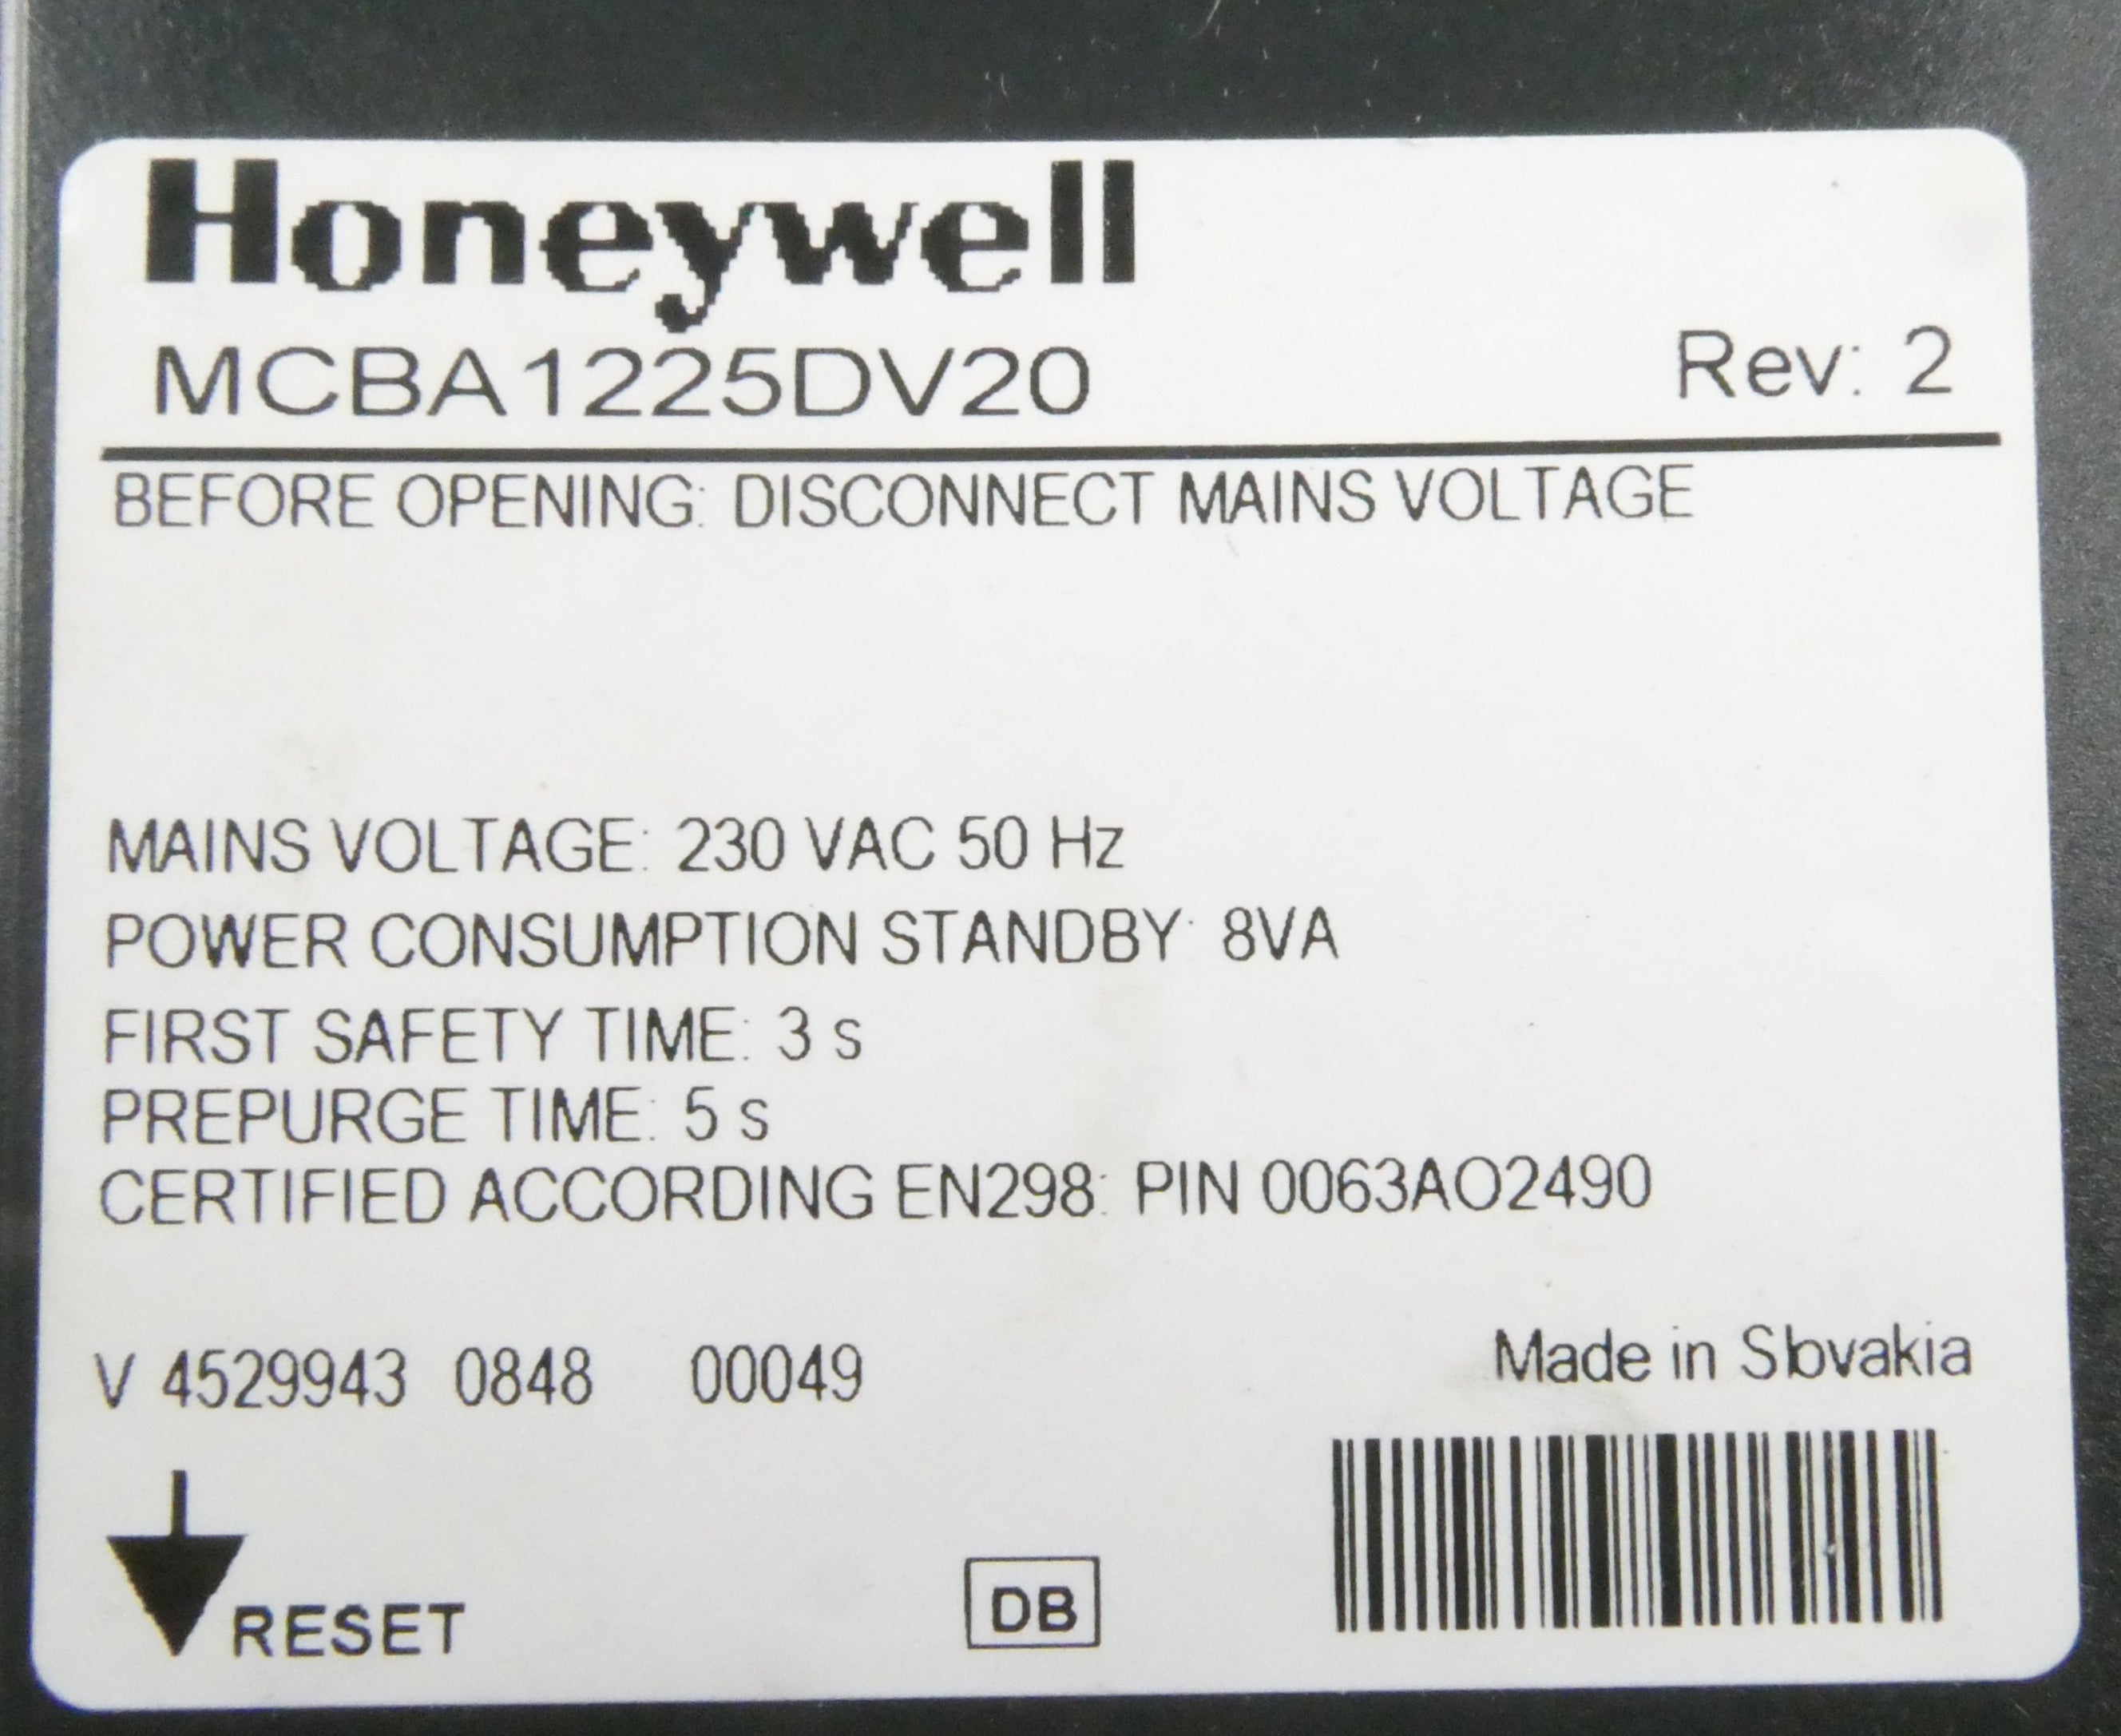 Honeywell
MCBA1225DV20 Rev: 2
BEFORE OPENING: DISCONNECT MAINS VOLTAGE
MAINS VOLTAGE: 230 VAC 50 Hz
POWER CONSUMPTION STANDBY: 8VA
FIRST SAFETY TIME: 3 s
PREPURGE TIME: 5 s
CERTIFIED ACCORDING EN298: PIN 0063AO2490
V 4529943 0848 00049
Made in Slovakia
RESET
DB